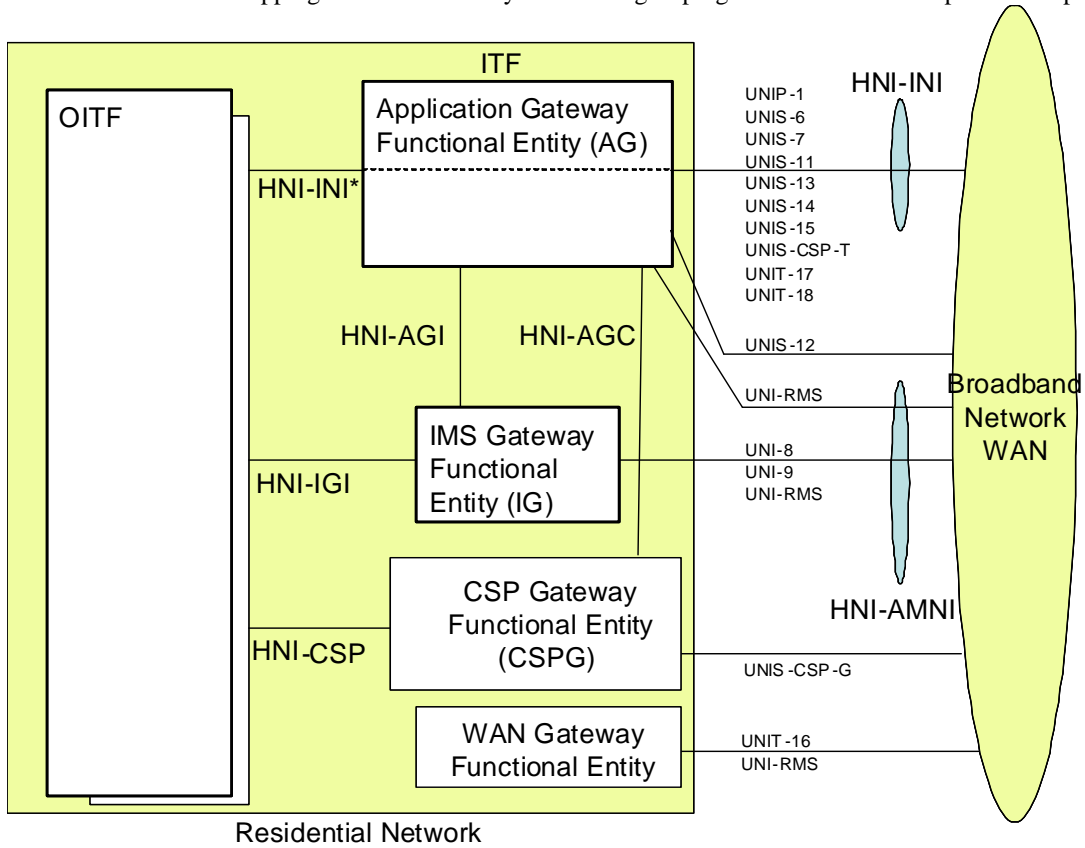 ITF
OITF
Application Gateway
Functional Entity (AG)
HNI-INI*
HNI-AGI
HNI-AGC
IMS Gateway
Functional
Entity (IG)
HNI-IGI
CSP Gateway
Functional Entity
(CSPG)
HNI-CSP
WAN Gateway
Functional Entity
Residential Network
UNIP-1
UNIS-6
UNIS-7
UNIS-11
UNIS-13
UNIS-14
UNIS-15
UNIS-CSP-T
UNIT-17
UNIT-18
HNI-INI
UNIS-12
UNI-RMS
UNI-8
UNI-9
UNI-RMS
HNI-AMNI
UNIS-CSP-G
UNIT-16
UNI-RMS
Broadband
Network
WAN